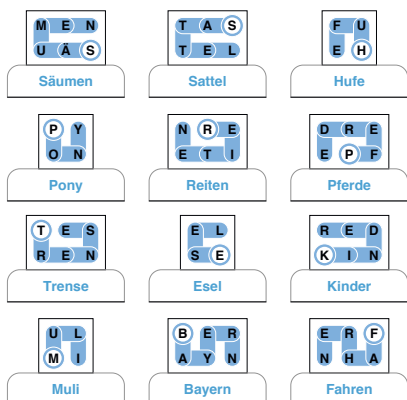 M E N
U Ä S
Säumen
T A S
T E L
Sattel
F U
E H
Hufe
P Y
O N
Pony
N R E
E T I
Reiten
D R E
E P F
Pferde
T E S
R E N
Trense
E L
S E
Esel
R E D
K I N
Kinder
U L
M I
Muli
B E R
A Y N
Bayern
E R F
N H A
Fahren